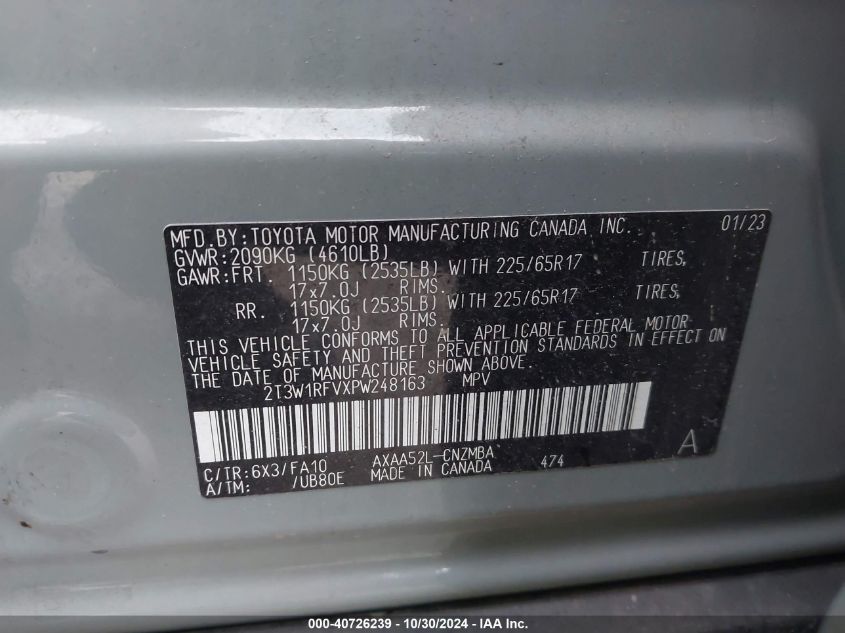 MFD.BY:TOYOTA MOTOR MANUFACTURING CANADA INC. 01/23
GVWR:2090KG (4610LB)
GAWR:FRT. 1150KG (2535LB) WITH 225/65R17 TIRES,
17x7.0J RIMS.
RR. 1150KG (2535LB) WITH 225/65R17 TIRES,
17x7.0J RIMS.
THIS VEHICLE CONFORMS TO ALL APPLICABLE FEDERAL MOTOR
VEHICLE SAFETY AND THEFT PREVENTION STANDARDS IN EFFECT ON
THE DATE OF MANUFACTURE SHOWN ABOVE.
2T3W1RFVXPW248163 MPV
C/TR:6X3/FA10 AXAA52L-CNZMBA 474 A
A/TM: /UB80E MADE IN CANADA
000-40726239 - 10/30/2024 - IAA Inc.